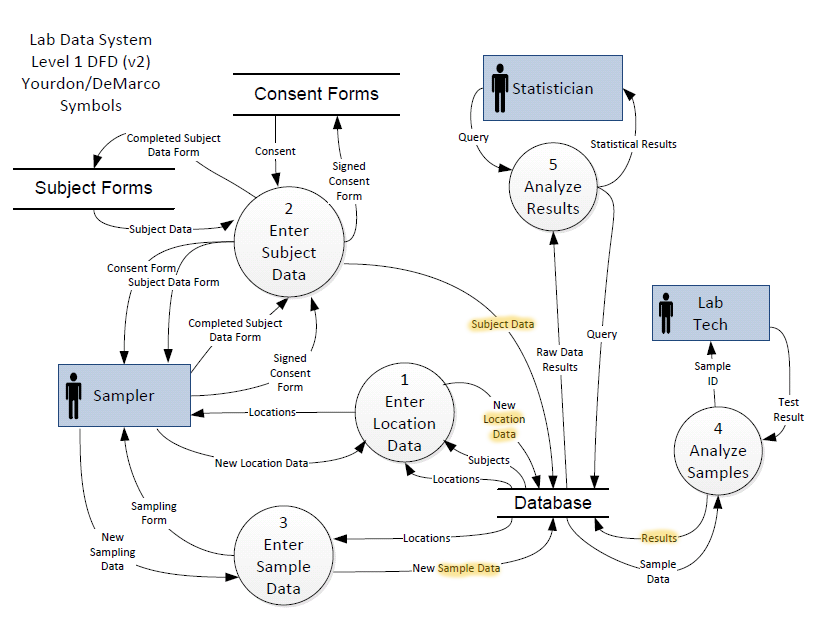 Lab Data System
Level 1 DFD (v2)
Yourdon/DeMarco
Symbols
Consent Forms
Statistician
Completed Subject
Data Form
Consent
Signed
Consent
Form
Query
Statistical Results
Subject Forms
5
Analyze
Results
Subject Data
2
Enter
Subject
Data
Consent Form
Subject Data Form
Completed Subject
Data Form
Subject Data
Query
Raw Data
Results
Lab
Tech
Signed
Consent
Form
Sampler
Sample
ID
Test
Result
1
Enter
Location
Data
Locations
New
Location
Data
New Location Data
Subjects
Locations
4
Analyze
Samples
Database
Sampling
Form
New
Sampling
Data
3
Enter
Sample
Data
Locations
New Sample Data
Results
Sample
Data